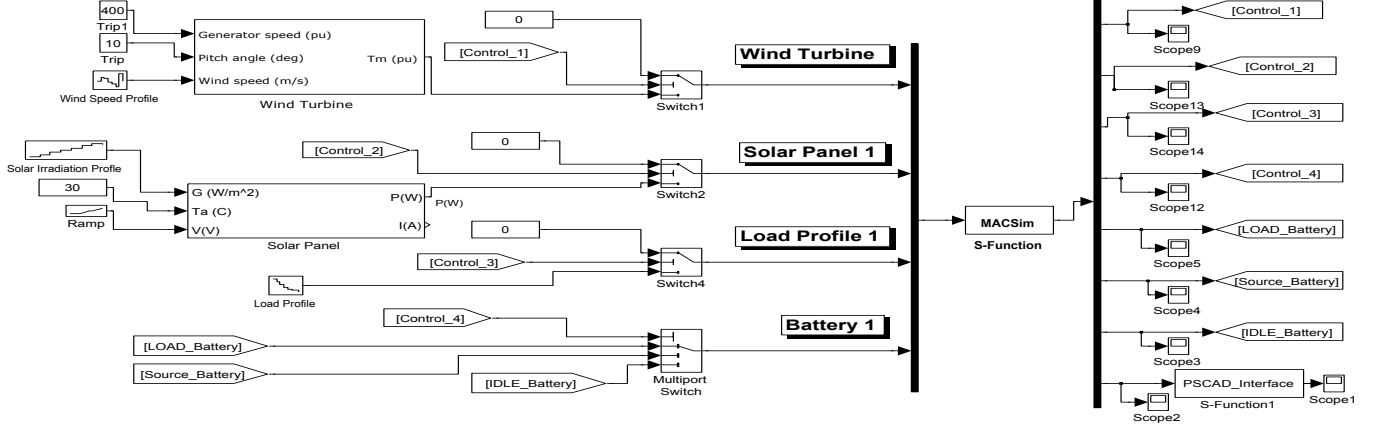 400
Trip1
10
Trip
Wind Speed Profile
Generator speed (pu)
Pitch angle (deg)
Wind speed (m/s)
Tm (pu)
Wind Turbine
0
[Control_1]
Switch1
Wind Turbine
Solar Irradiation Profle
30
Ramp
G (W/m^2)
Ta (C)
V(V)
P(W)
I(A)
P(W)
Solar Panel
[Control_2]
0
Switch2
Solar Panel 1
0
[Control_3]
Load Profile
Switch4
Load Profile 1
[Control_4]
[LOAD_Battery]
[Source_Battery]
[IDLE_Battery]
Multiport
Switch
Battery 1
MACSim
S-Function
[Control_1]
Scope9
[Control_2]
Scope13
[Control_3]
Scope14
[Control_4]
Scope12
[LOAD_Battery]
Scope5
[Source_Battery]
Scope4
[IDLE_Battery]
Scope3
PSCAD_Interface
S-Function1
Scope1
Scope2